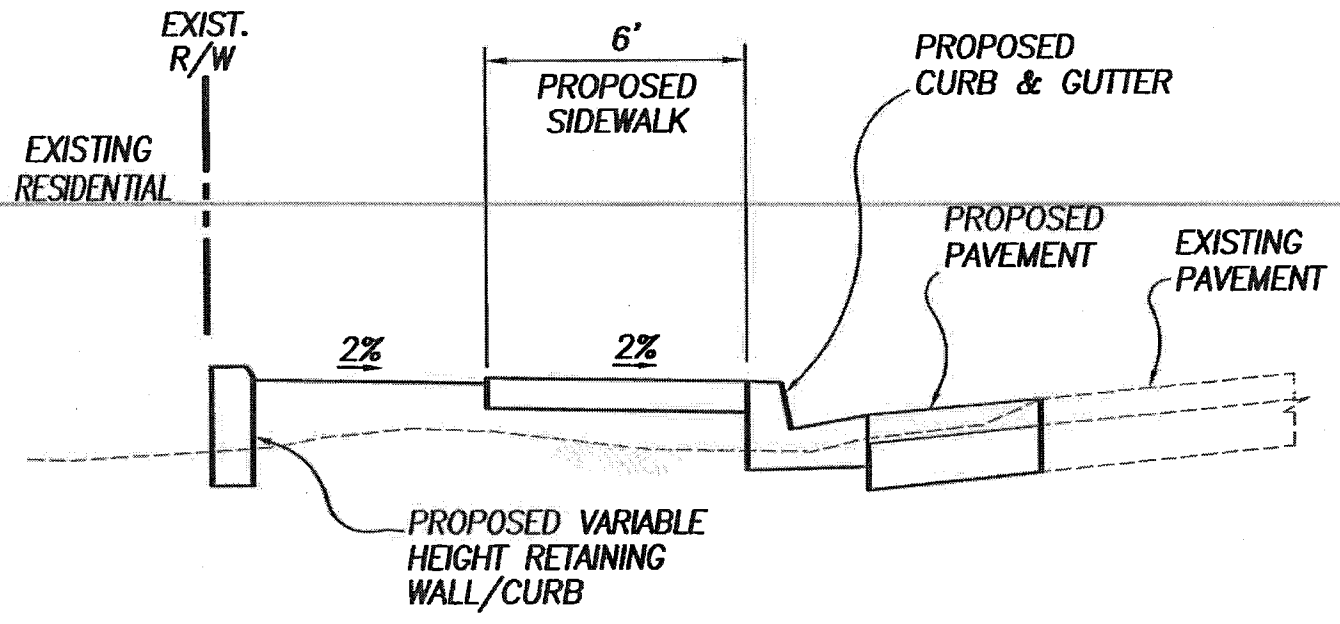 EXIST.
R/W
6'
PROPOSED
SIDEWALK
PROPOSED
CURB & GUTTER
EXISTING
RESIDENTIAL
PROPOSED
PAVEMENT
EXISTING
PAVEMENT
2%
2%
PROPOSED VARIABLE
HEIGHT RETAINING
WALL/CURB